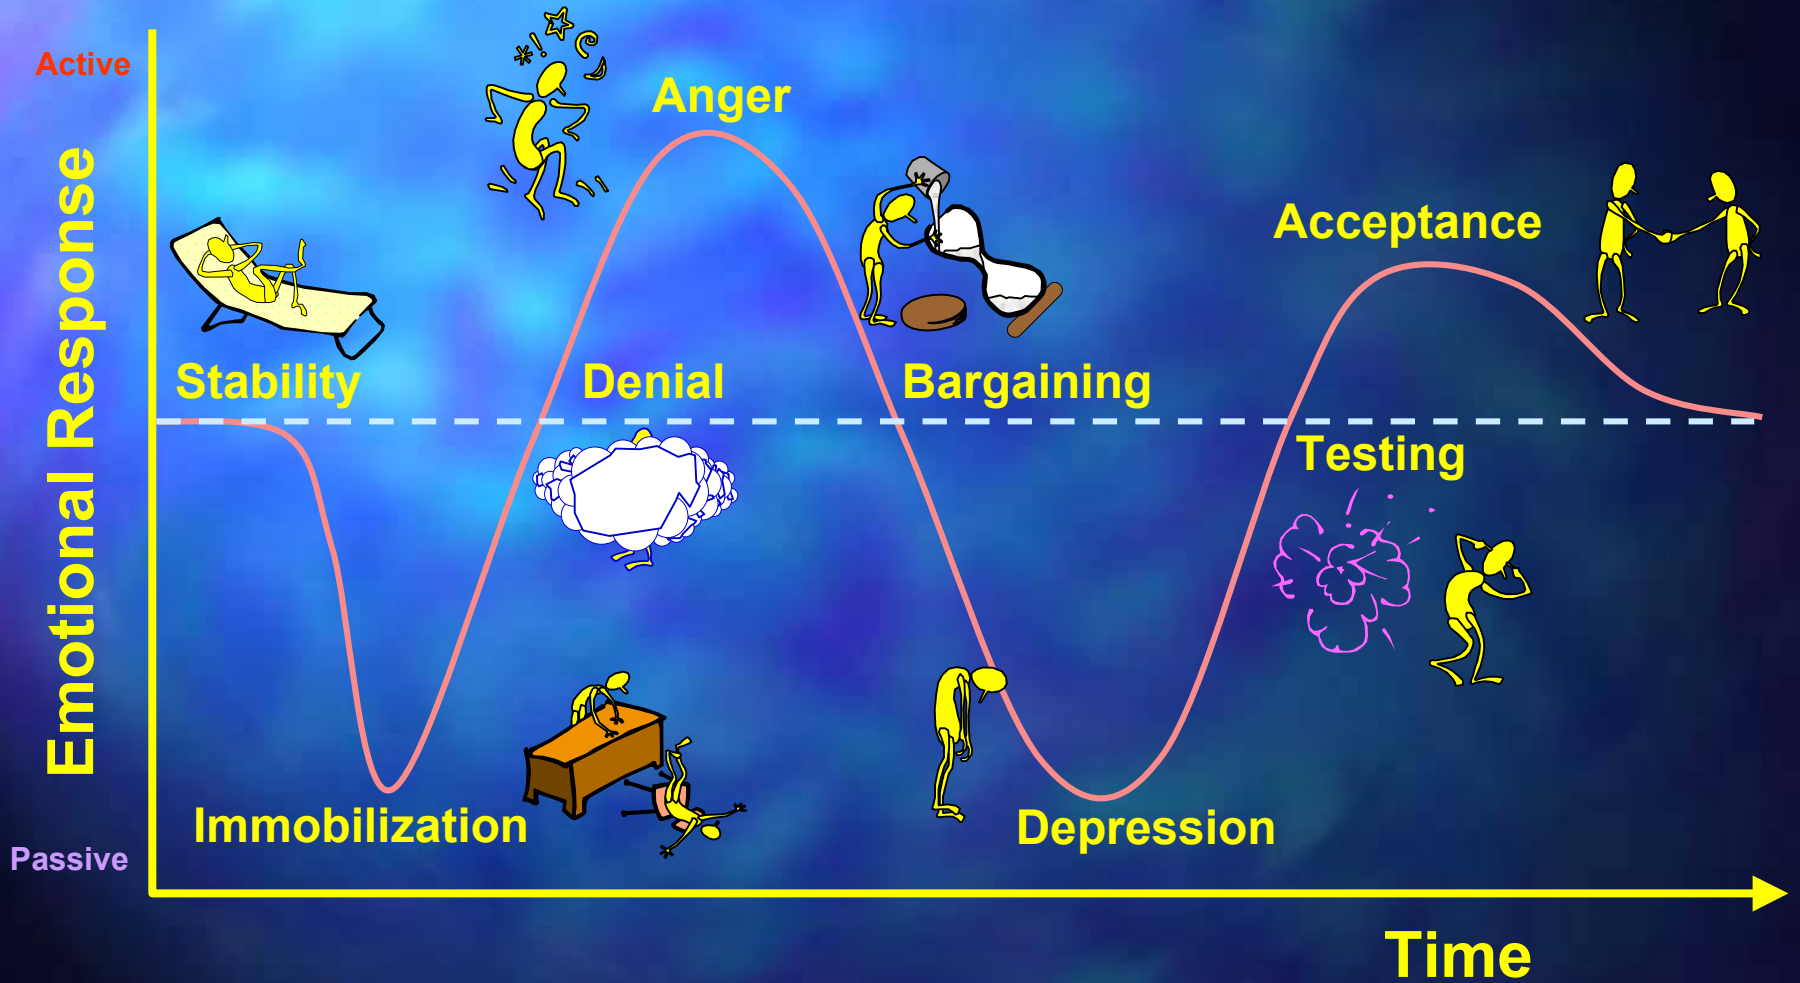 Active
Anger
Emotional Response
Acceptance
Stability
Denial
Bargaining
Testing
Immobilization
Depression
Passive
Time